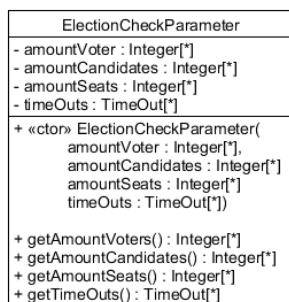 ElectionCheckParameter
- amountVoter : Integer[*]
- amountCandidates : Integer[*]
- amountSeats : Integer[*]
- timeOuts : TimeOut[*]
+ «ctor» ElectionCheckParameter(
amountVoter : Integer[*],
amountCandidates : Integer[*]
amountSeats : Integer[*]
timeOuts : TimeOut[*])
+ getAmountVoters() : Integer[*]
+ getAmountCandidates() : Integer[*]
+ getAmountSeats() : Integer[*]
+ getTimeOuts() : TimeOut[*]